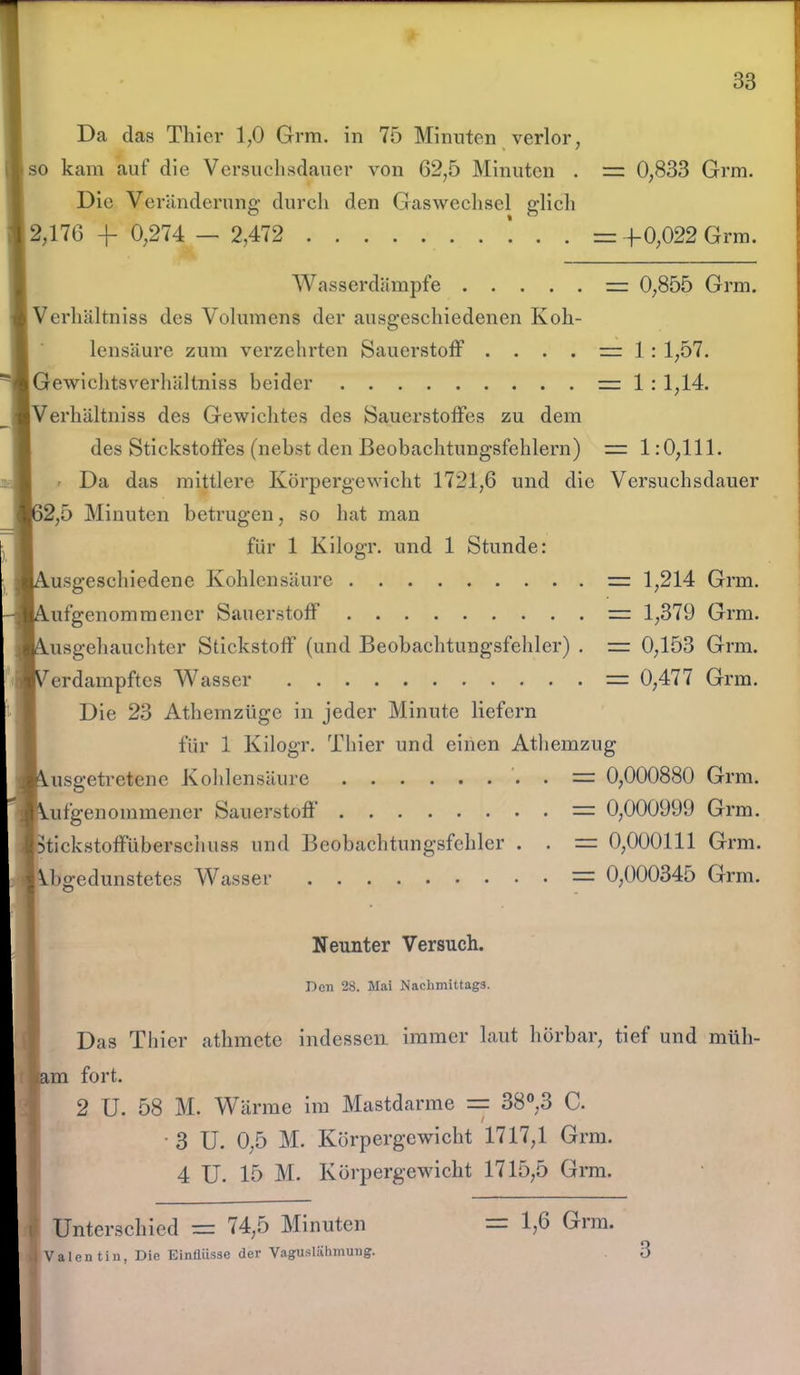 33
Da das Thier 1,0 Grm. in 75 Minuten verlor,
so kam auf die Versuchsdauer von 62,5 Minuten . = 0,833 Grm.
Die Veränderung durch den Gaswechsel glich
2,176 + 0,274 — 2,472 . . . . . . . . . . = +0,022 Grm.
Wasserdämpfe . . . . . = 0,855 Grm.
Verhältniss des Volumens der ausgeschiedenen Koh-
lensäure zum verzehrten Sauerstoff . . . . = 1 : 1,57.
Gewichtsverhältniss beider . . . . . . . . . = 1 : 1,14.
Verhältniss des Gewichtes des Sauerstoffes zu dem
des Stickstoffes (nebst den Beobachtungsfehlern) = 1:0,111.
Da das mittlere Körpergewicht 1721,6 und die Versuchsdauer
62,5 Minuten betrugen, so hat man
für 1 Kilogr. und 1 Stunde:
Ausgeschiedene Kohlensäure . . . . . . . . . = 1,214 Grm.
Aufgenommener Sauerstoff . . . . . . . . . = 1,379 Grm.
Ausgehauchter Stickstoff (und Beobachtungsfehler) . = 0,153 Grm.
Verdampftes Wasser . . . . . . . . . . . = 0,477 Grm.
Die 23 Athemzüge in jeder Minute liefern
für 1 Kilogr. Thier und einen Athemzug
Ausgetretene Kohlensäure . . . . . . . . . = 0,000880 Grm.
Aufgenommener Sauerstoff . . . . . . . . = 0,000999 Grm.
Stickstoffüberschuss und Beobachtungsfehler . . = 0,000111 Grm.
Abgedunstetes Wasser . . . . . . . . . = 0,000345 Grm.
Neunter Versuch.
Den 28. Mai Nachmittags.
Das Thier athmete indessen immer laut hörbar, tief und müh-
sam fort.
2 U. 58 M. Wärme im Mastdarme = 38°,3 C.
3 U. 0,5 M. Körpergewicht 1717,1 Grm.
4 U. 15 M. Körpergewicht 1715,5 Grm.
Unterschied = 74,5 Minuten = 1,6 Grm.
Valentin, Die Einflüsse der Vaguslähmung. 3